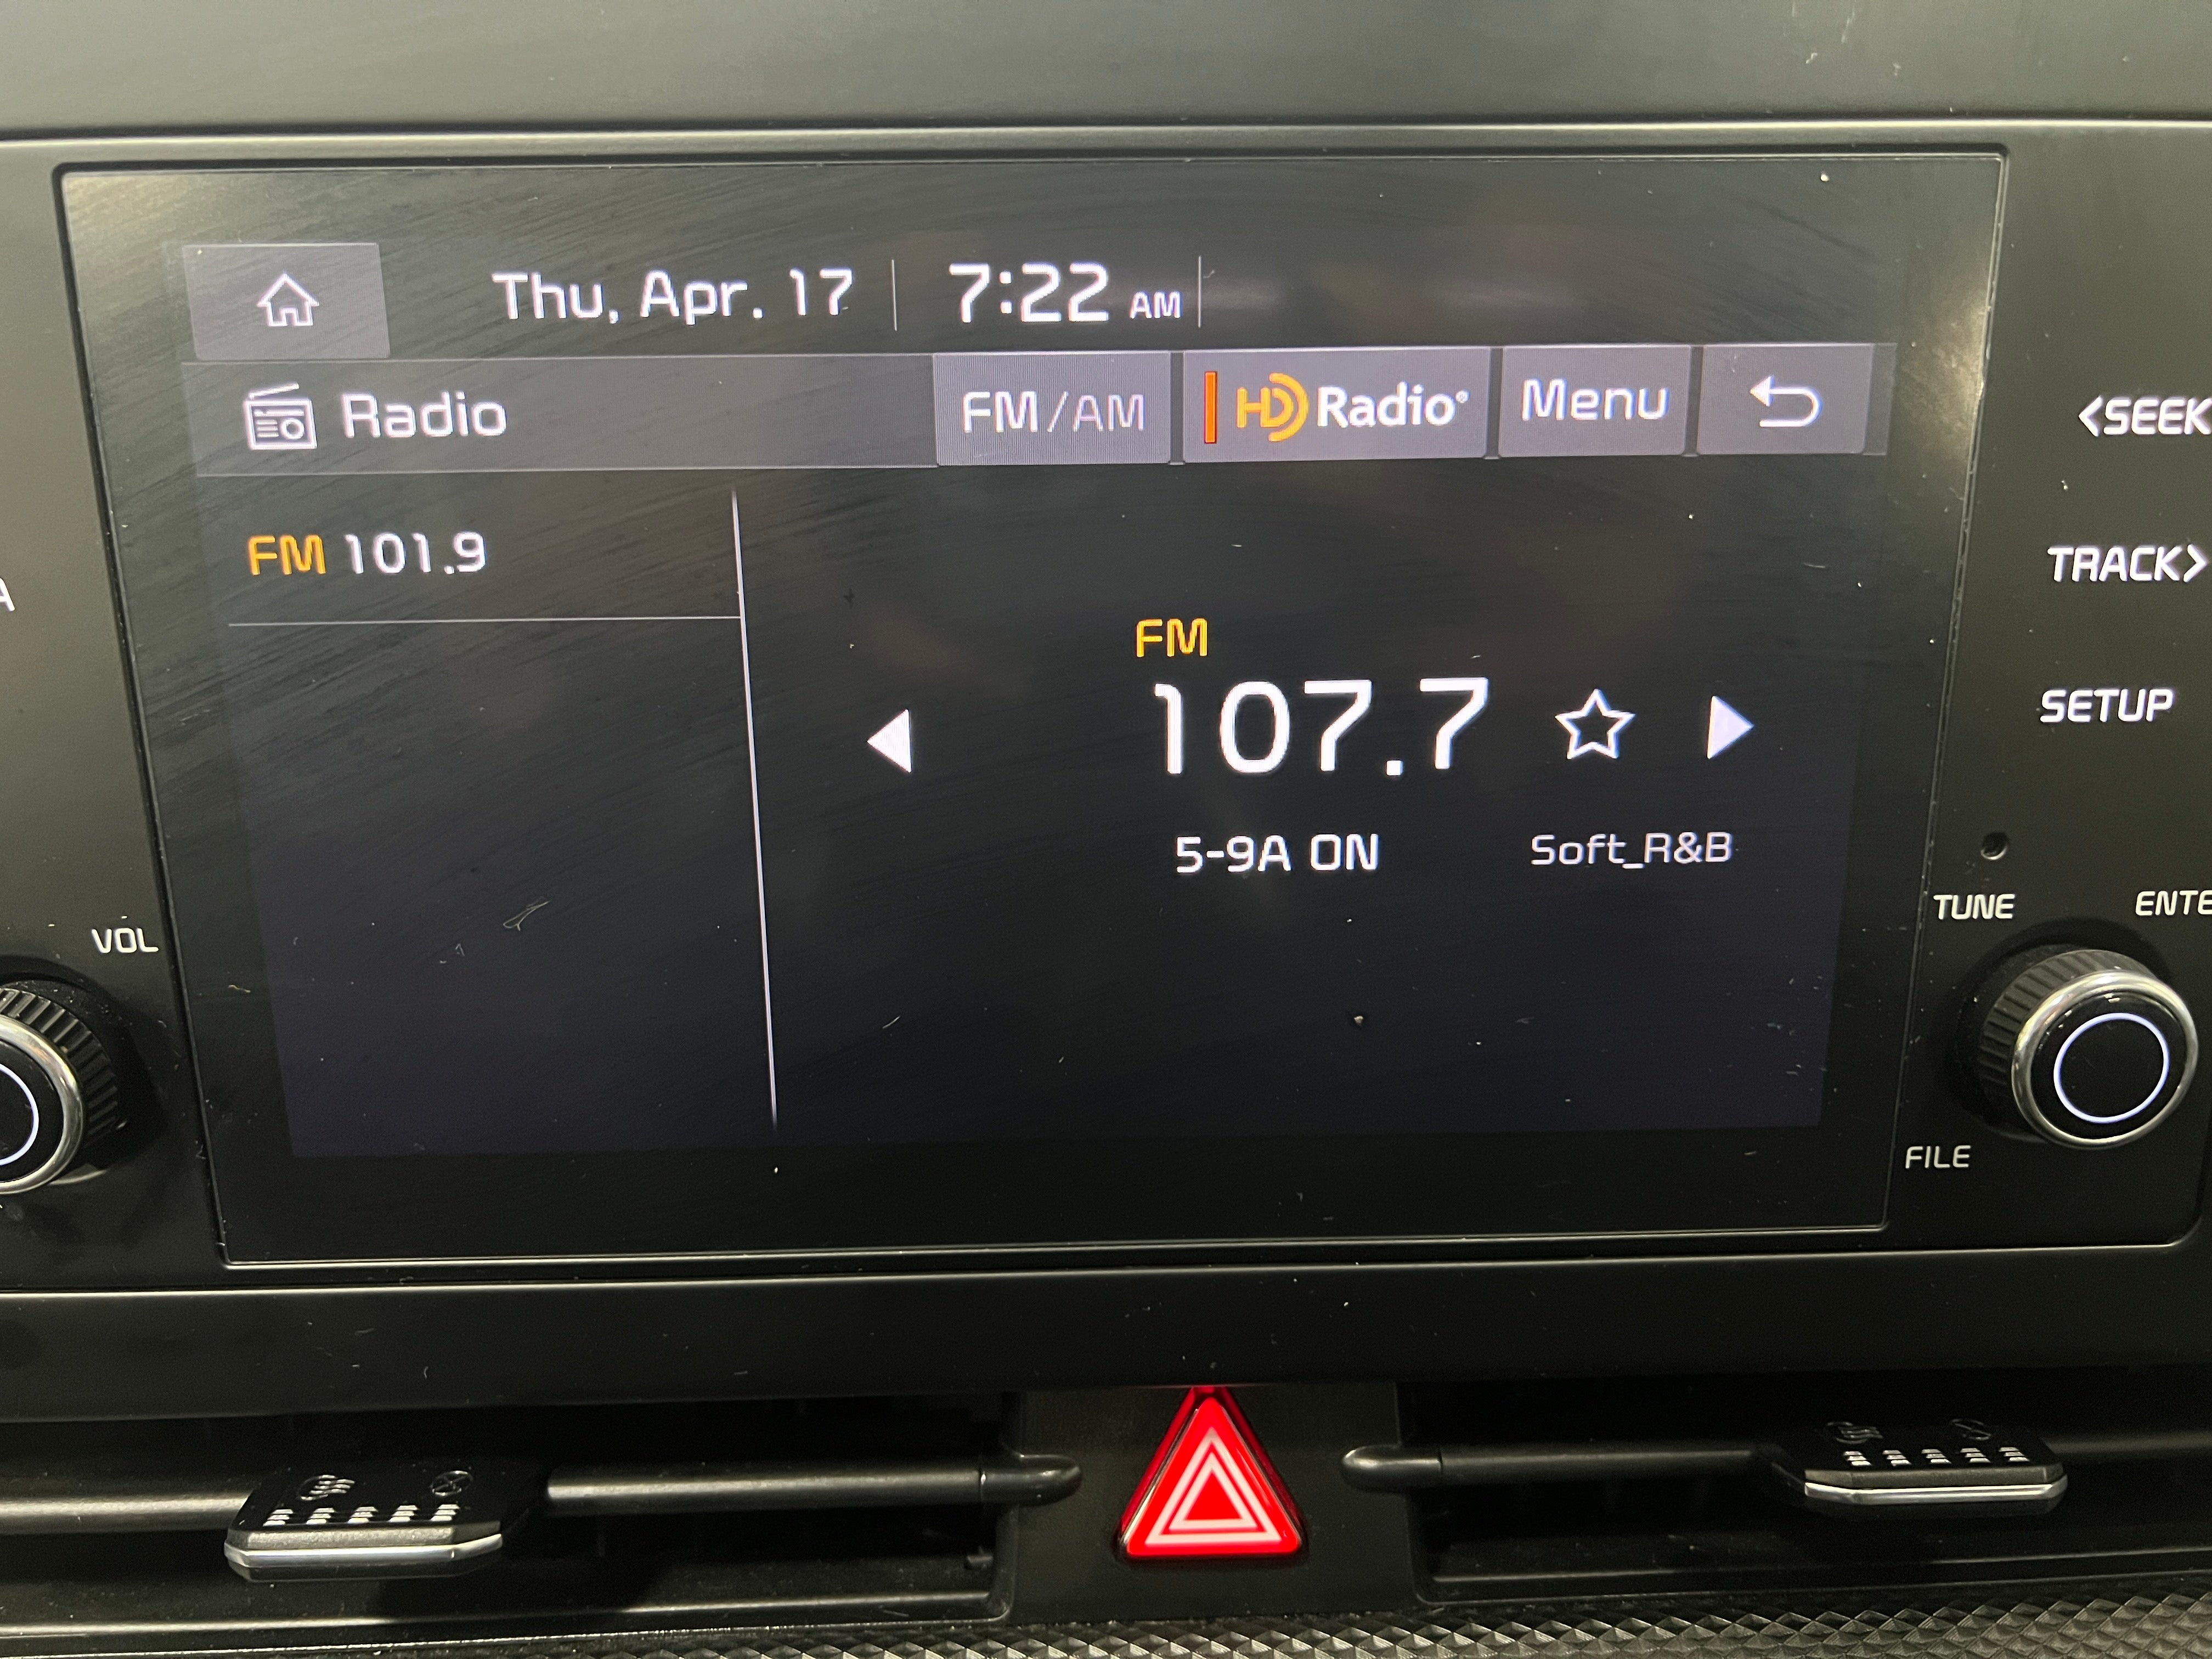 Thu, Apr. 17 7:22 AM
Radio FM/AM HD Radio® Menu
<SEEK
FM 101.9
TRACK>
FM
107.7
SETUP
5-9A ON Soft_R&B
VOL
TUNE
FILE